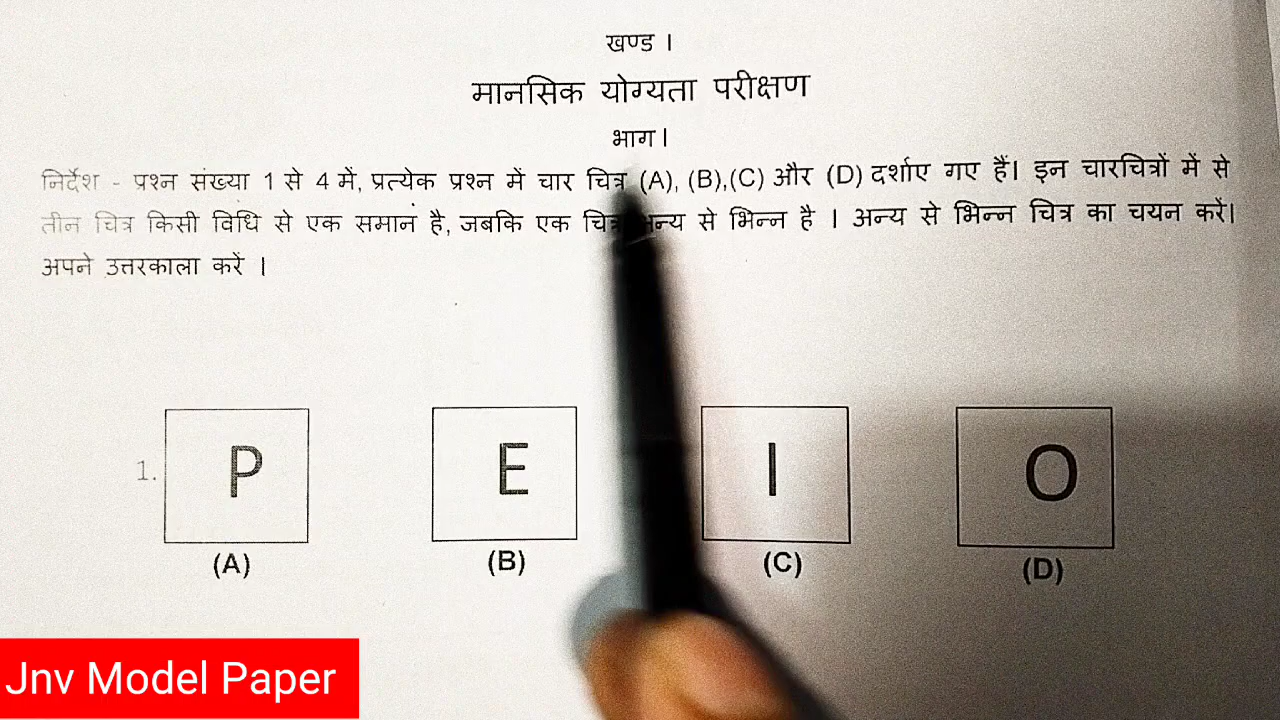 खण्ड I
मानसिक योग्यता परीक्षण
भाग I
निर्देश - प्रश्न संख्या 1 से 4 में, प्रत्येक प्रश्न में चार चित्र (A), (B),(C) और (D) दर्शाए गए हैं। इन चारचित्रों में से
तीन चित्र किसी विधि से एक समान है, जबकि एक से भिन्न है । अन्य से भिन्न चित्र का चयन करें।
अपने उत्तरकाला करें ।
1. P E I O
(A) (B) (C) (D)
Jnv Model Paper